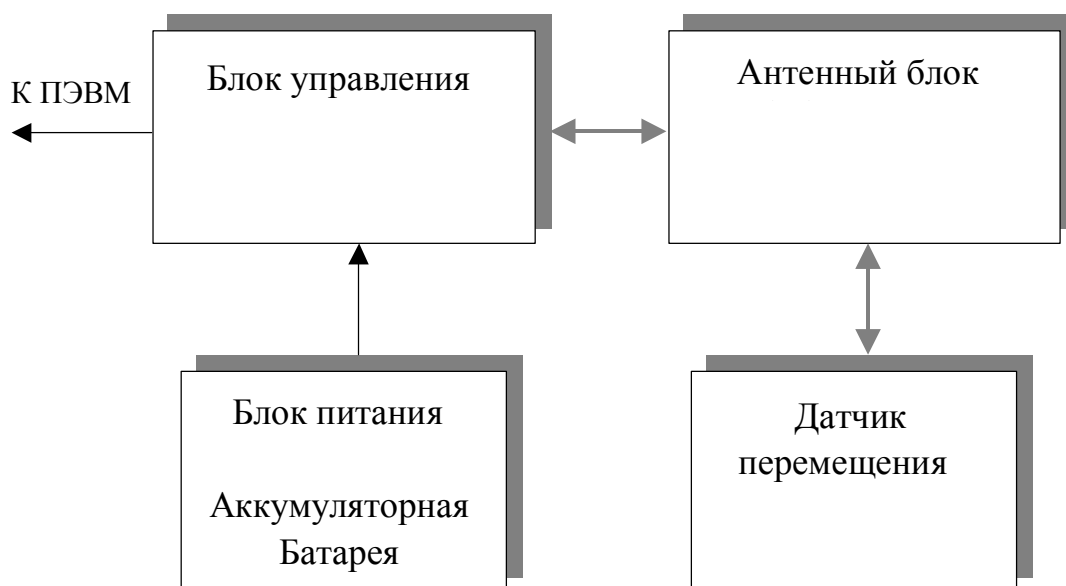 К ПЭВМ
Блок управления
Антенный блок
Блок питания
Аккумуляторная
Батарея
Датчик
перемещения